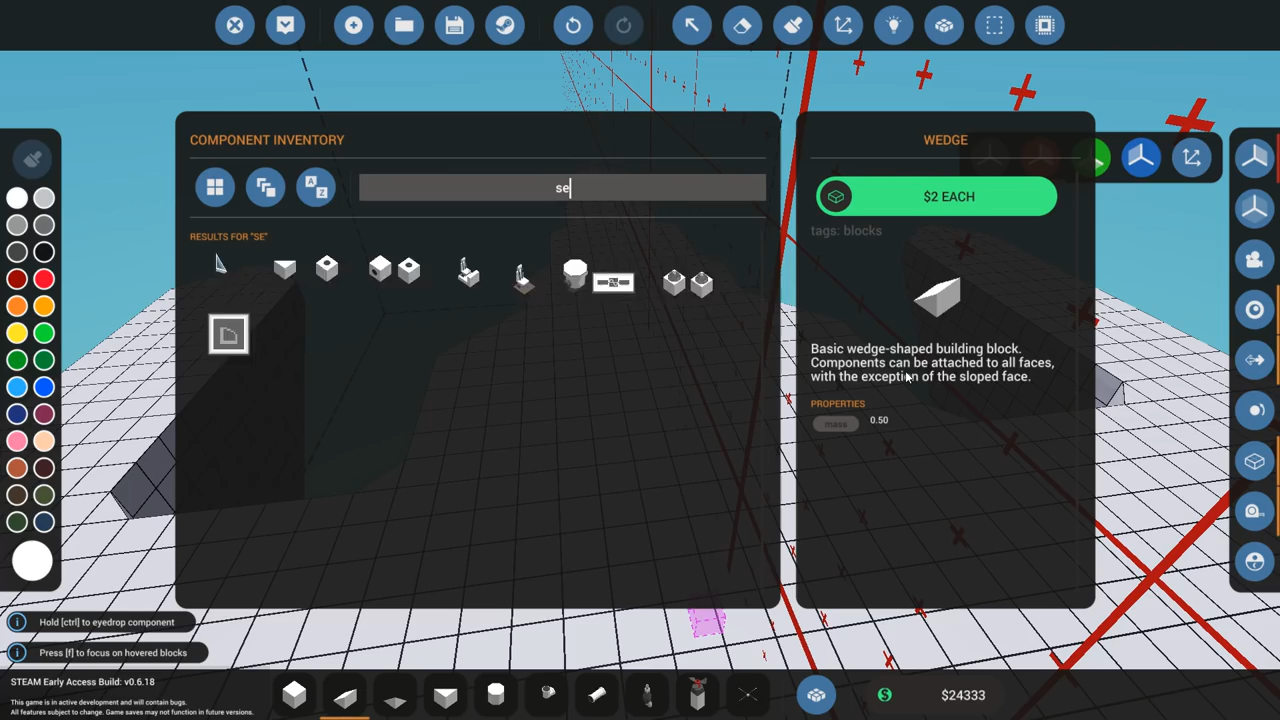 COMPONENT INVENTORY
se
RESULTS FOR "SE"
WEDGE
$2 EACH
tags: blocks
Basic wedge-shaped building block.
Components can be attached to all faces,
with the exception of the sloped face.
PROPERTIES
mass 0.50
Hold [ctrl] to eyedrop component
Press [f] to focus on hovered blocks
STEAM Early Access Build: v0.6.18
This game is in active development and will contain bugs.
All features subject to change. Game saves may not function in future versions.
$24333